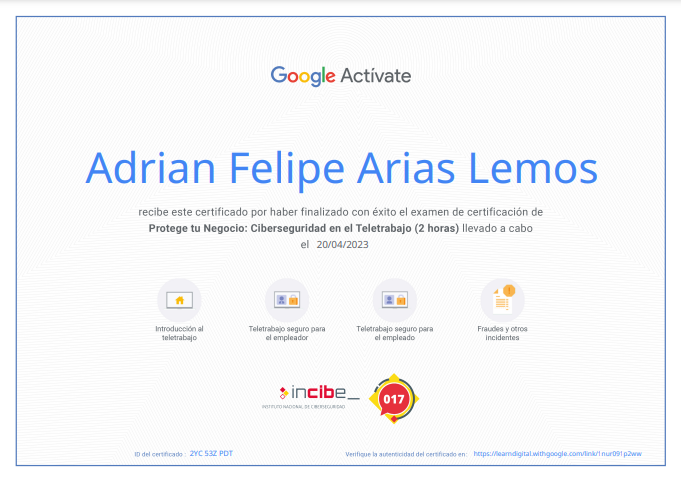 Google Actívate
Adrian Felipe Arias Lemos
recibe este certificado por haber finalizado con éxito el examen de certificación de
Protege tu Negocio: Ciberseguridad en el Teletrabajo (2 horas) llevado a cabo
el 20/04/2023
Introducción al
teletrabajo
Teletrabajo seguro para
el empleador
Teletrabajo seguro para
el empleado
Fraudes y otros
incidentes
incibe_
INSTITUTO NACIONAL DE CIBERSEGURIDAD
017
ID del certificado : 2YC 53Z PDT
Verifique la autenticidad del certificado en: https://learndigital.withgoogle.com/link/1nur091p2ww